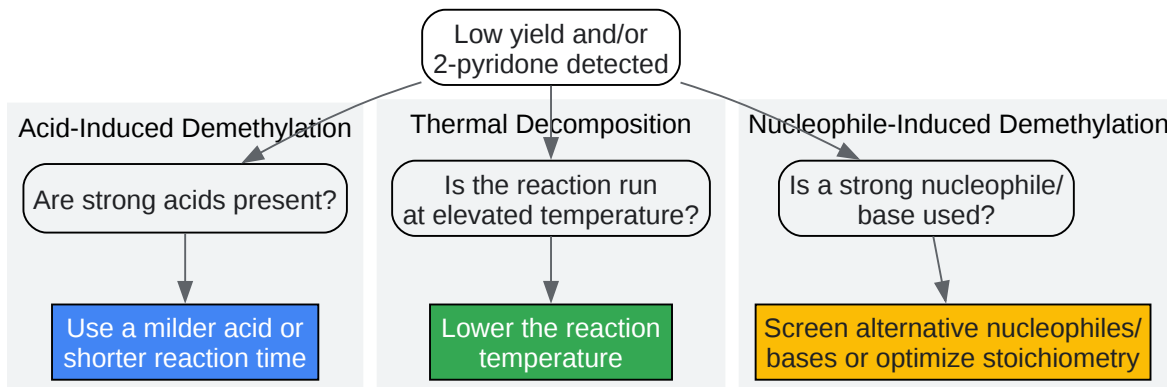 Low yield and/or
2-pyridone detected
Acid-Induced Demethylation
Thermal Decomposition
Nucleophile-Induced Demethylation
Are strong acids present?
Is the reaction run
at elevated temperature?
Is a strong nucleophile/
base used?
Use a milder acid or
shorter reaction time
Lower the reaction
temperature
Screen alternative nucleophiles/
bases or optimize stoichiometry